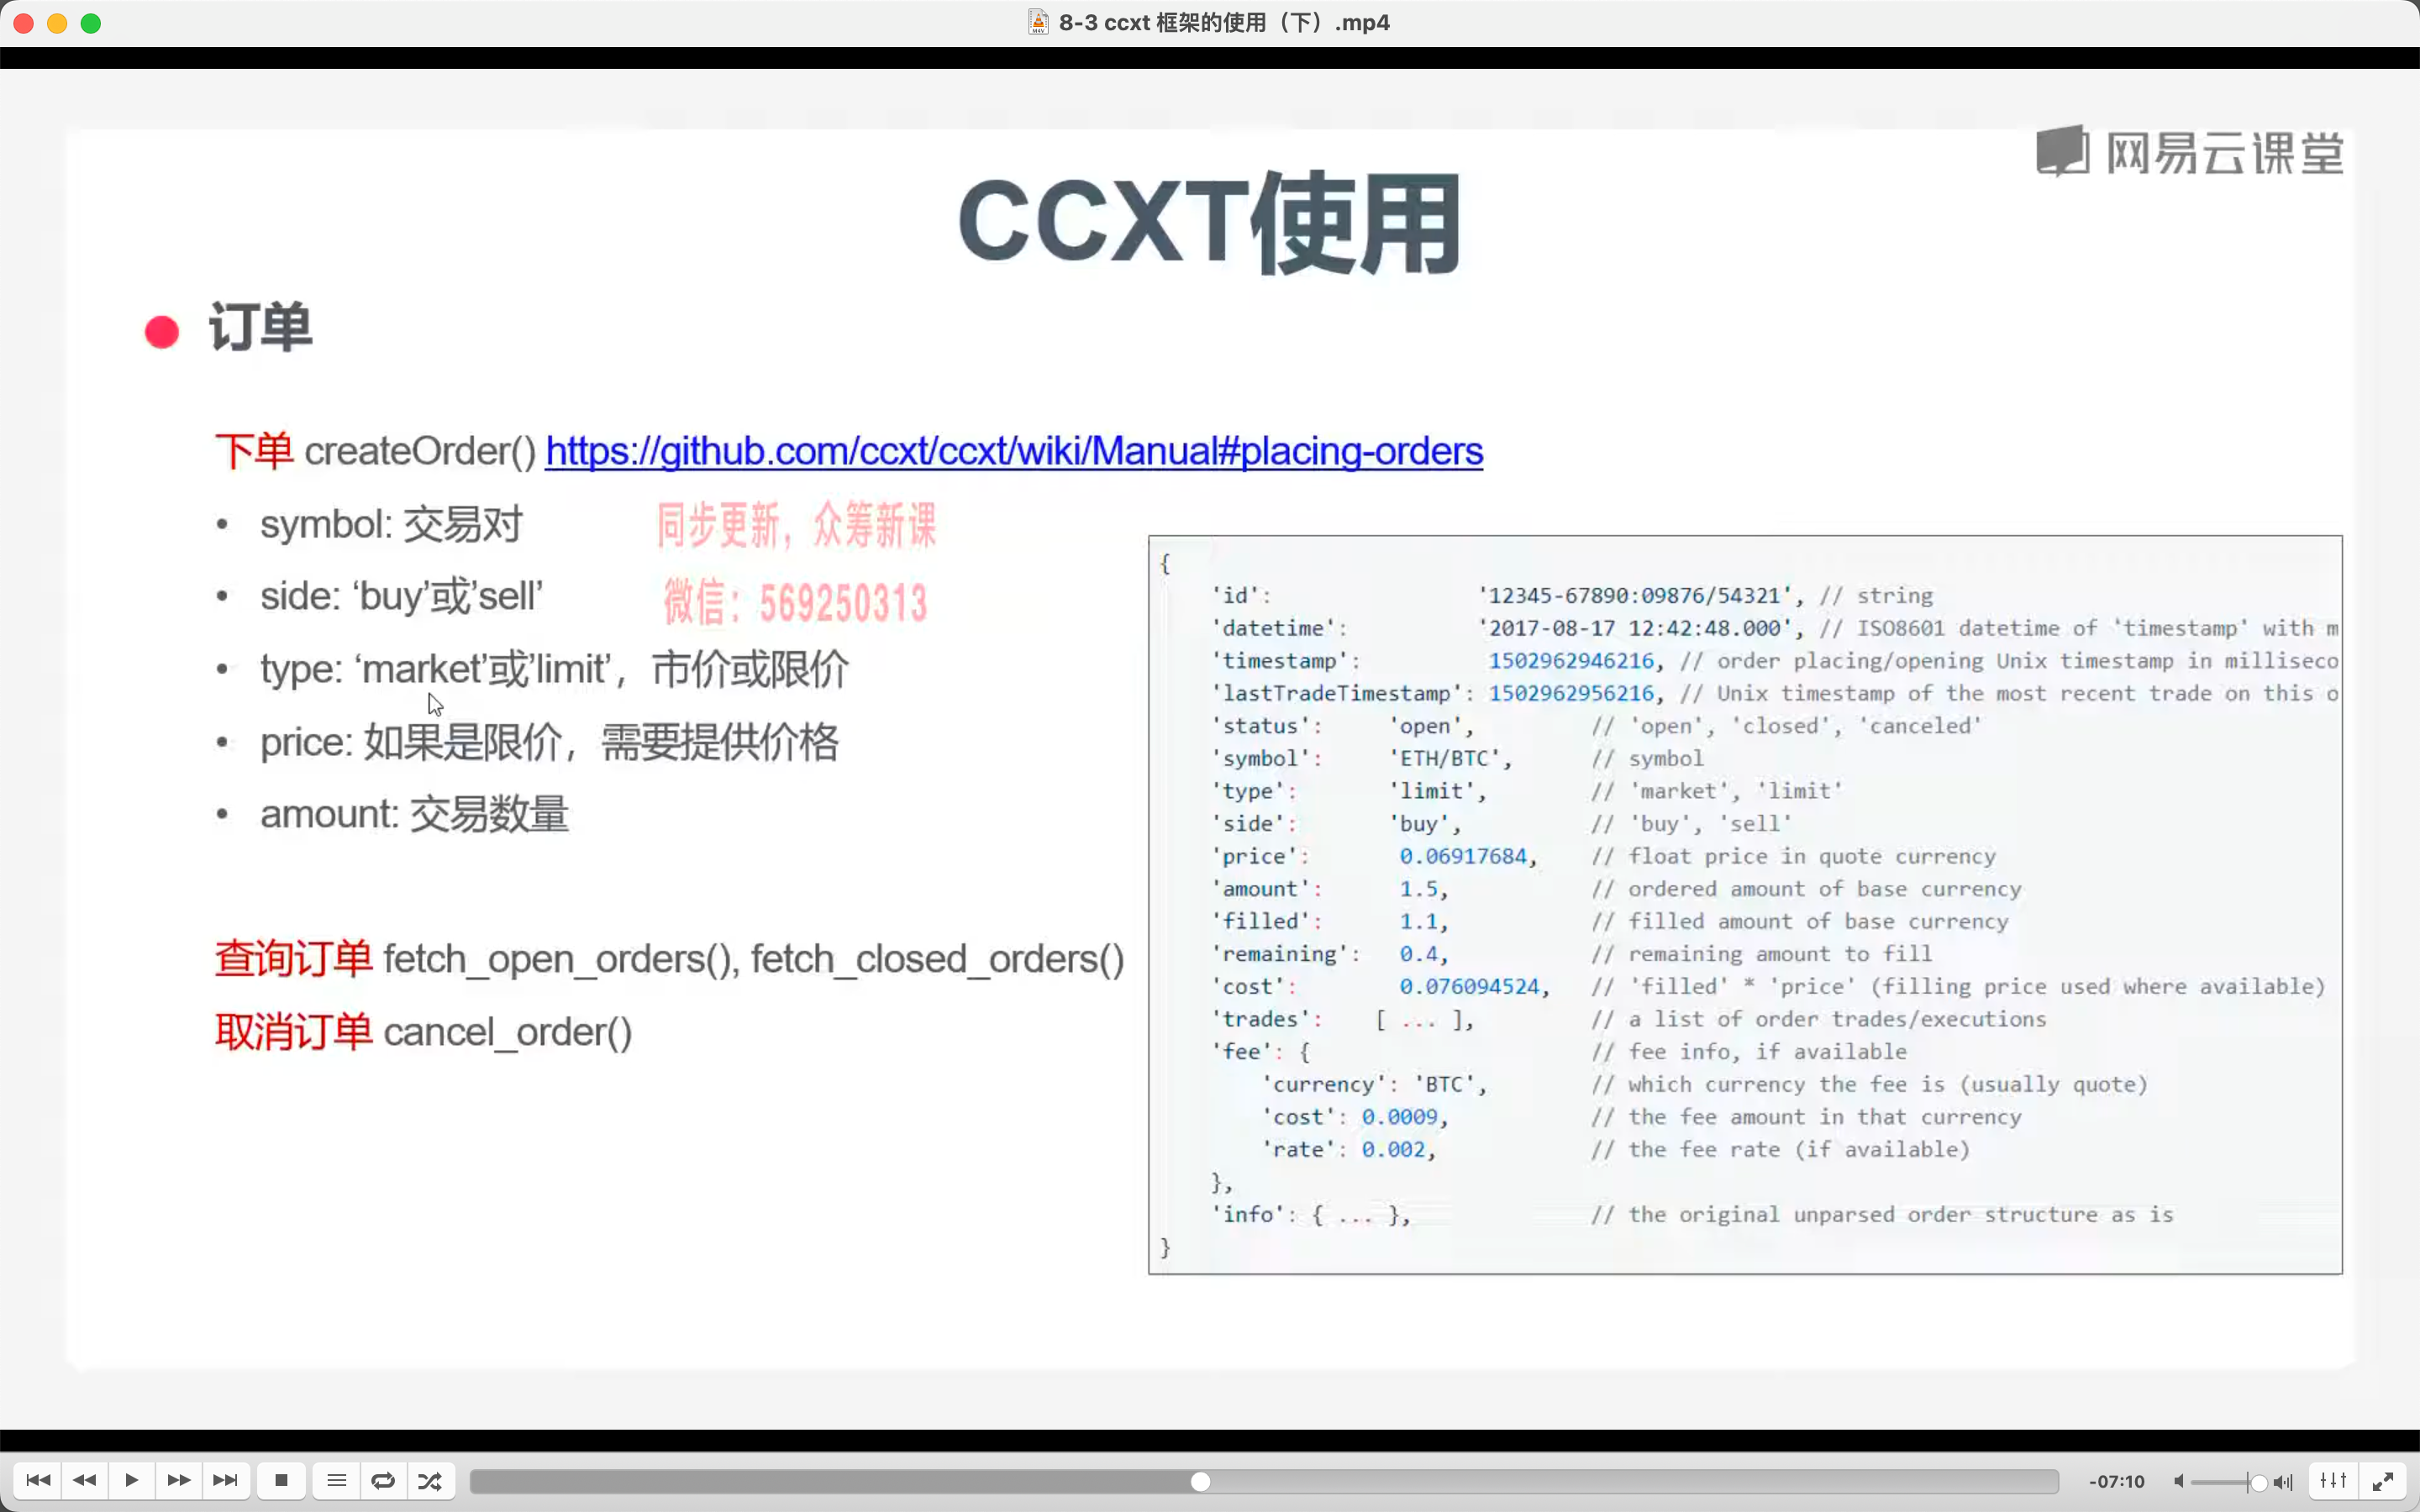 8-3 ccxt 框架的使用（下）.mp4
网易云课堂
CCXT使用
订单
下单 createOrder() https://github.com/ccxt/ccxt/wiki/Manual#placing-orders
• symbol: 交易对
• side: ‘buy’或’sell’
• type: ‘market’或’limit’，市价或限价
• price: 如果是限价，需要提供价格
• amount: 交易数量
同步更新，众筹新课
微信：569250313
查询订单 fetch_open_orders(), fetch_closed_orders()
取消订单 cancel_order()
{
'id': '12345-67890:09876/54321', // string
'datetime': '2017-08-17 12:42:48.000', // ISO8601 datetime of 'timestamp' with m
'timestamp': 1502962946216, // order placing/opening Unix timestamp in milliseco
'lastTradeTimestamp': 1502962956216, // Unix timestamp of the most recent trade on this o
'status': 'open', // 'open', 'closed', 'canceled'
'symbol': 'ETH/BTC', // symbol
'type': 'limit', // 'market', 'limit'
'side': 'buy', // 'buy', 'sell'
'price': 0.06917684, // float price in quote currency
'amount': 1.5, // ordered amount of base currency
'filled': 1.1, // filled amount of base currency
'remaining': 0.4, // remaining amount to fill
'cost': 0.076094524, // 'filled' * 'price' (filling price used where available)
'trades': [ ... ], // a list of order trades/executions
'fee': { // fee info, if available
'currency': 'BTC', // which currency the fee is (usually quote)
'cost': 0.0009, // the fee amount in that currency
'rate': 0.002, // the fee rate (if available)
},
'info': { ... }, // the original unparsed order structure as is
}
-07:10